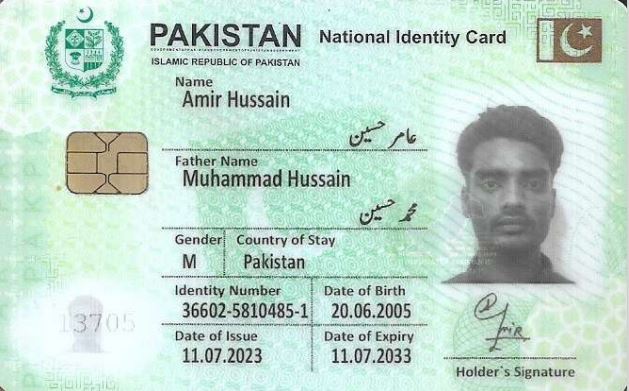 PAKISTAN National Identity Card
ISLAMIC REPUBLIC OF PAKISTAN
Name
Amir Hussain
عامر حسین
Father Name
Muhammad Hussain
محمد حسین
Gender Country of Stay
M Pakistan
Identity Number Date of Birth
36602-5810485-1 20.06.2005
Date of Issue Date of Expiry
11.07.2023 11.07.2033
13705
Amir
Holder`s Signature